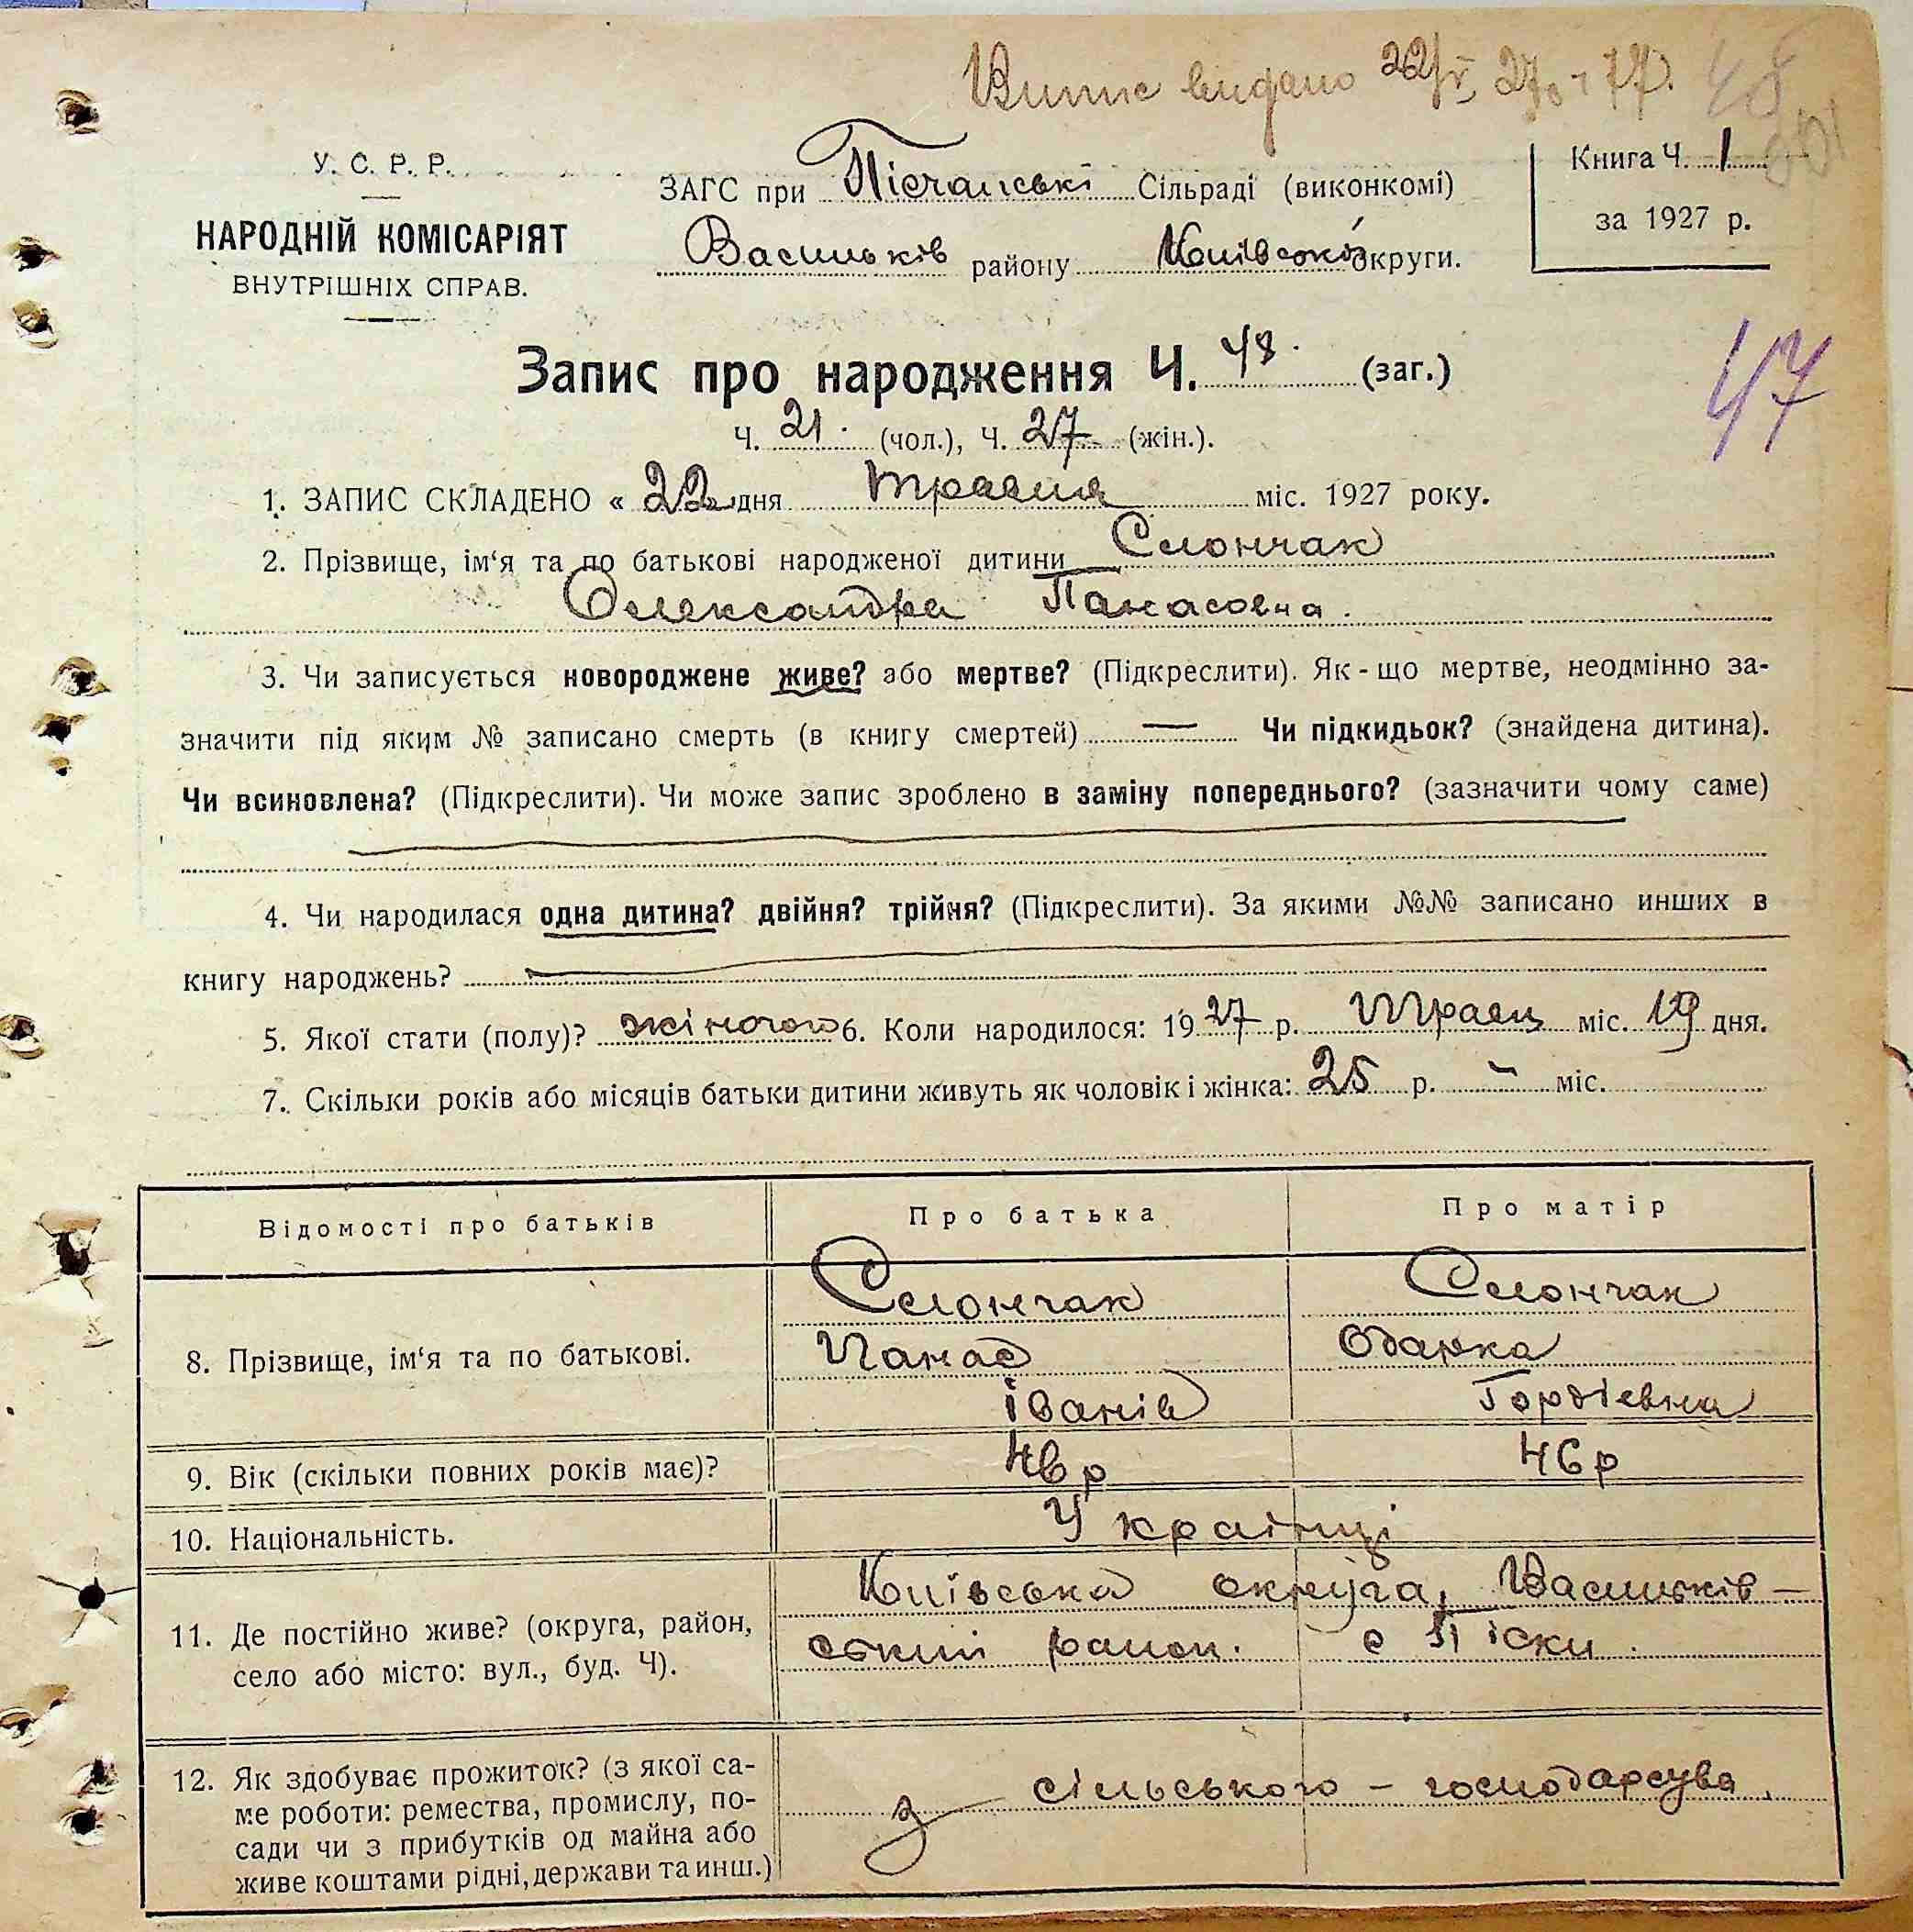 Випис видано 22/V 27р ч 77.
У. С. Р. Р.
НАРОДНІЙ КОМІСАРІЯТ
ВНУТРІШНІХ СПРАВ.
ЗАГС при Пісчанські Сільраді (виконкомі)
Васильків району Київської округи.
Книга Ч. 1
за 1927 р.
47
Запис про народження Ч. 48. (заг.)
Ч. 21. (чол.), Ч. 27 (жін.).
1. ЗАПИС СКЛАДЕНО « 22 дня травня міс. 1927 року.
2. Прізвище, ім‘я та по батькові народженої дитини Слончак
Олександра Панасовна.
3. Чи записується новороджене живе? або мертве? (Підкреслити). Як-що мертве, неодмінно за-
значити під яким № записано смерть (в книгу смертей) — Чи підкидьок? (знайдена дитина).
Чи всиновлена? (Підкреслити). Чи може запис зроблено в заміну попереднього? (зазначити чому саме)
4. Чи народилася одна дитина? двійня? трійня? (Підкреслити). За якими №№ записано инших в
книгу народжень?
5. Якої стати (полу)? жіночого 6. Коли народилося: 1927 р. Травц міс. 19 дня.
7. Скільки років або місяців батьки дитини живуть як чоловік і жінка: 25 р. - міс.
Відомості про батьків Про батька Про матір
8. Прізвище, ім‘я та по батькові.
Слончак
Панас
Іванів
Слончак
Одарка
Гордіевна
9. Вік (скільки повних років має)? 46 р 46 р
10. Національність. Українці
11. Де постійно живе? (округа, район,
село або місто: вул., буд. Ч).
Київська округа, Васильків-
ський район. с Піски.
12. Як здобуває прожиток? (з якої са-
ме роботи: ремества, промислу, по-
сади чи з прибутків од майна або
живе коштами рідні, держави та инш.)
з сільського - господарсува.